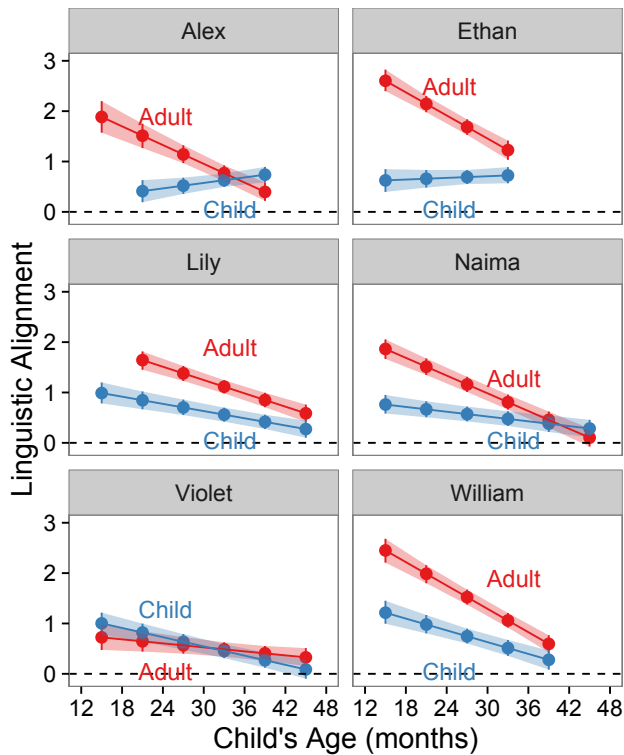 Alex Ethan
3
Adult Adult
2
1
0
Child Child
Lily Naima
3
Adult Adult
2
1
0
Child Child
Violet William
3
2
Child Adult
1
0
Adult Child
12 18 24 30 36 42 48 12 18 24 30 36 42 48
Child's Age (months)
Linguistic Alignment